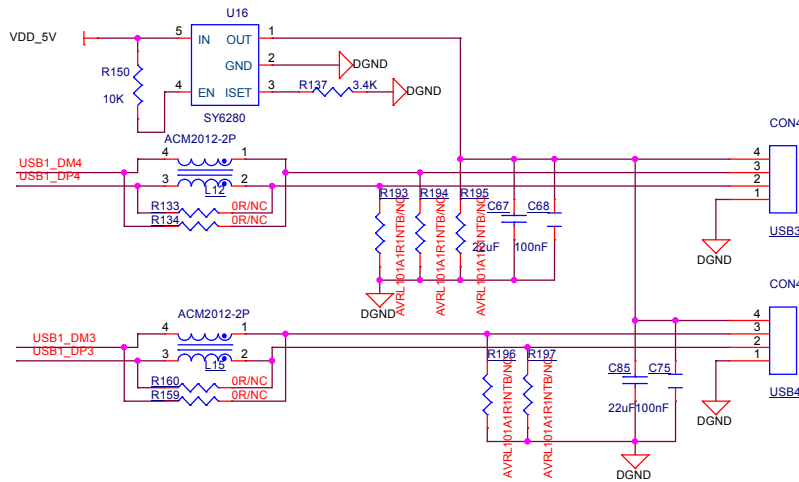 U16
VDD_5V
5
IN
OUT
1
GND
2
DGND
R150
10K
4
EN
ISET
3
R137
3.4K
DGND
SY6280
ACM2012-2P
CON4
USB1_DM4
4
1
USB1_DP4
3
2
L12
R133
0R/NC
R134
0R/NC
R193
R194
R195
C67
C68
AVRL101A1R1NTB/NC
AVRL101A1R1NTB/NC
AVRL101A1R1NTB/NC
22uF
100nF
4
3
2
1
USB3
DGND
DGND
ACM2012-2P
CON4
USB1_DM3
4
1
USB1_DP3
3
2
L15
R160
0R/NC
R159
0R/NC
R196
R197
AVRL101A1R1NTB/NC
AVRL101A1R1NTB/NC
C85
C75
22uF
100nF
4
3
2
1
USB4
DGND
DGND